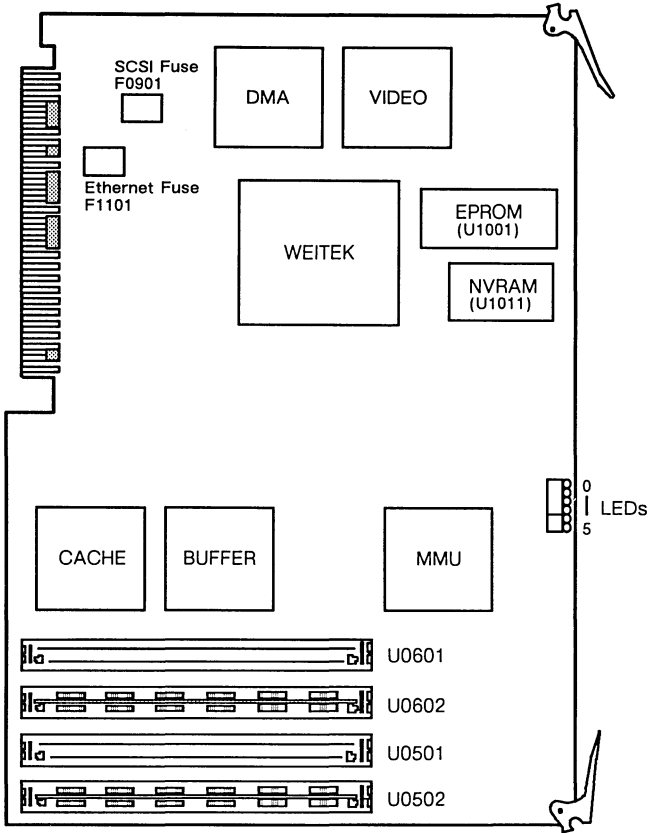 SCSI Fuse
F0901
DMA
VIDEO
Ethernet Fuse
F1101
WEITEK
EPROM
(U1001)
NVRAM
(U1011)
0
LEDs
5
CACHE
BUFFER
MMU
U0601
U0602
U0501
U0502